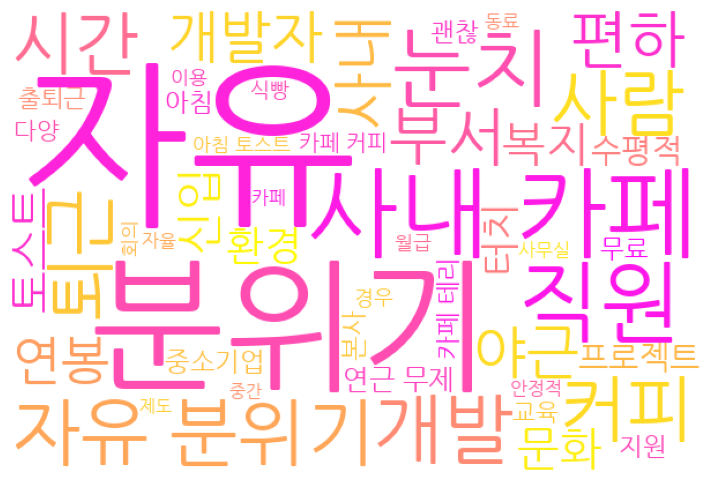 시간
개발자
사내
괜찮
동료
편하
자유
이용
식빵
눈치
사람
출퇴근
아침
다양
아침 토스트
카페 커피
부서
복지
수평적
토스트
퇴근
신입
카페
사내
카페
회의
자율
환경
월급
터치
사무실
무료
분위기
경우
본사
카페 테리
직원
연봉
중소기업
연근 무제
야근
프로젝트
중간
안정적
자유 분위기
제도
개발
교육
커피
문화
지원